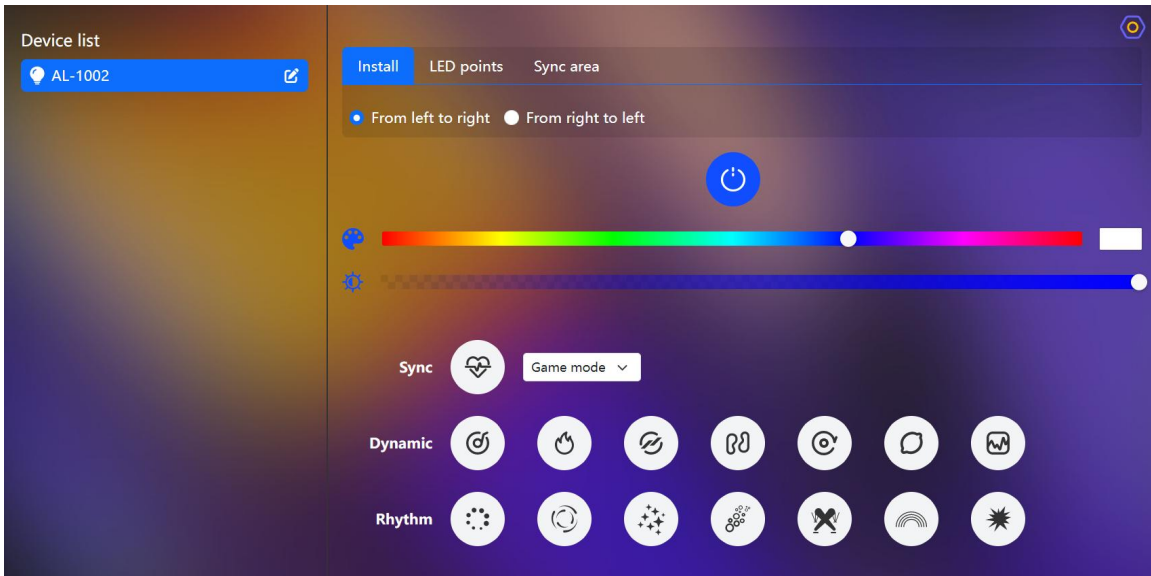 Device list
AL-1002
Install LED points Sync area
From left to right From right to left
Sync Game mode
Dynamic
Rhythm